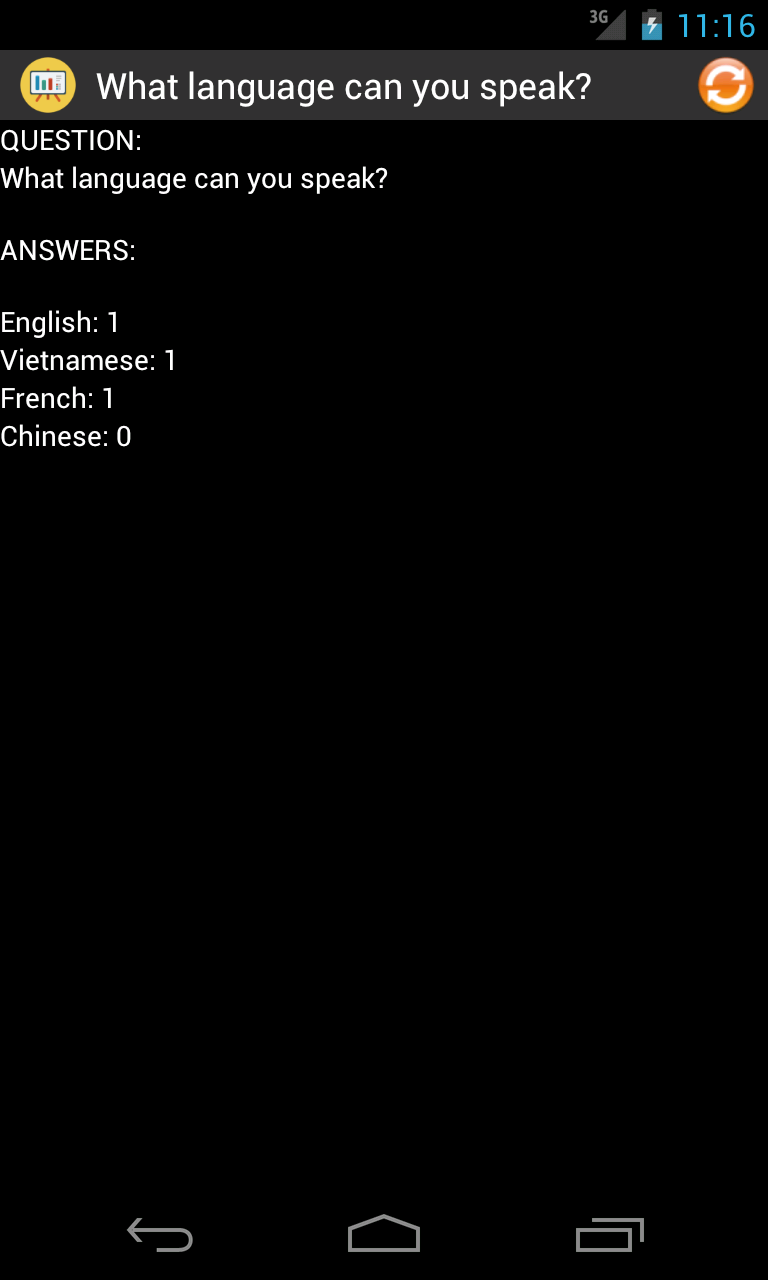 3G 11:16
What language can you speak?
QUESTION:
What language can you speak?
ANSWERS:
English: 1
Vietnamese: 1
French: 1
Chinese: 0